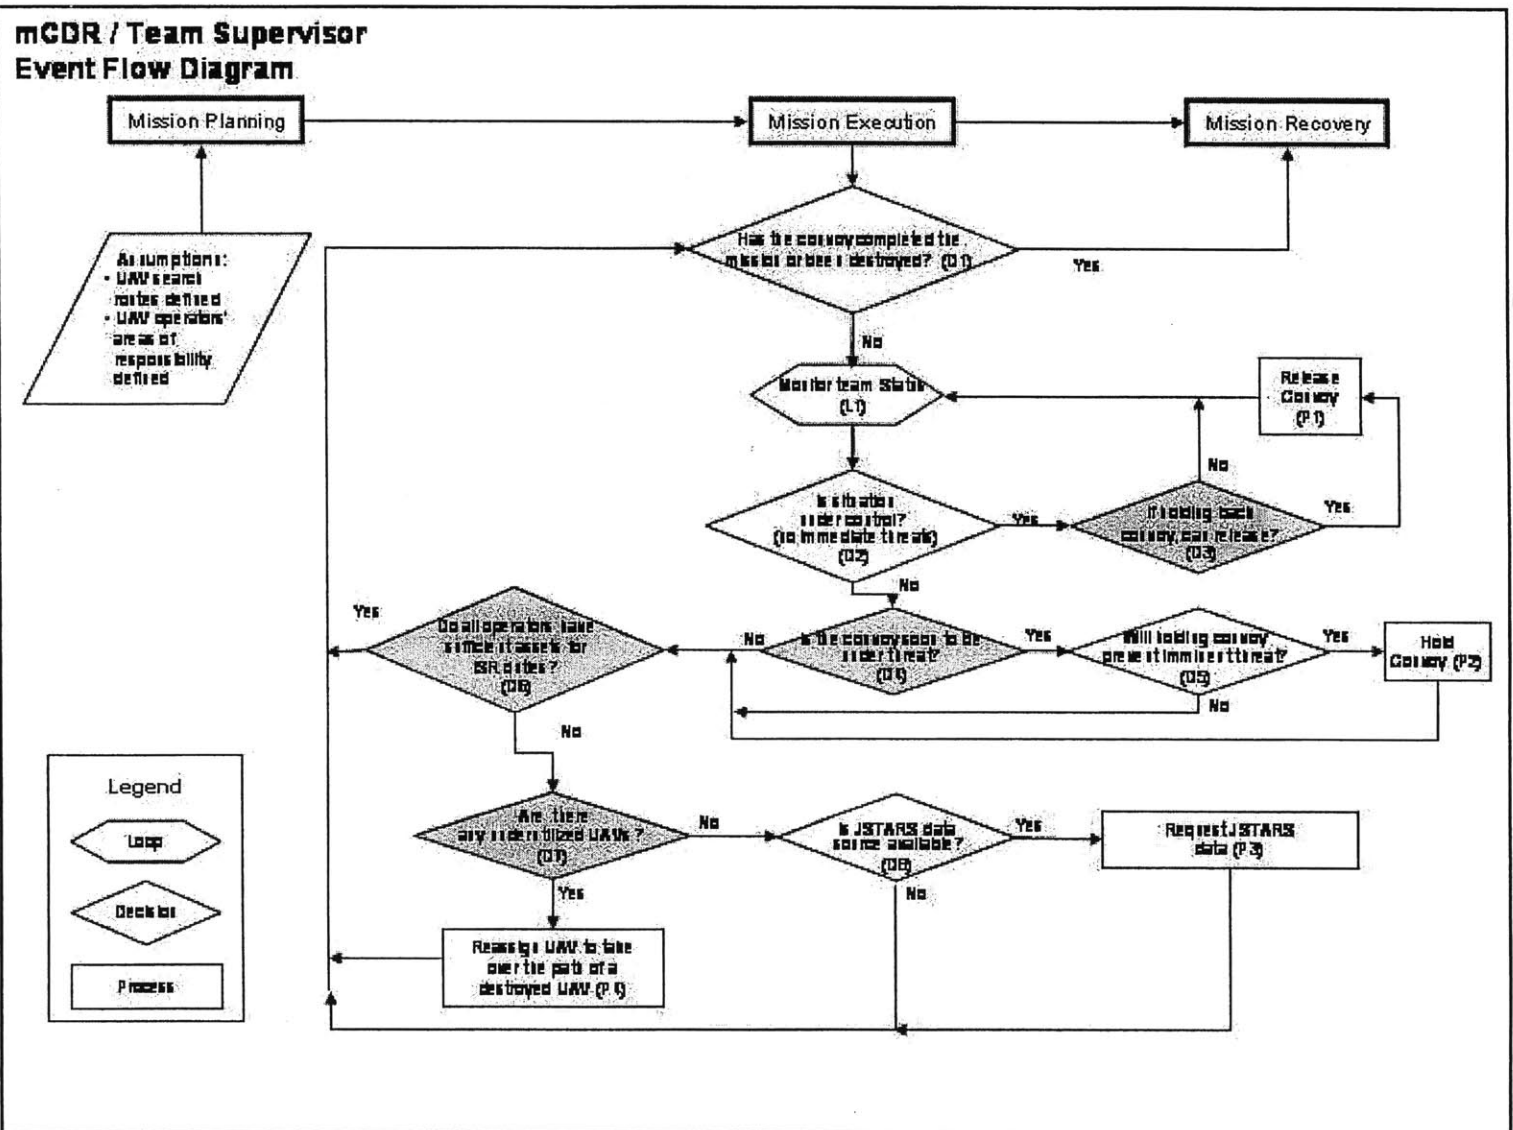 mCDR / Team Supervisor
Event Flow Diagram
Mission Planning
Mission Execution
Mission Recovery
Assumptions:
• UAV search
routes defined
• UAV operators'
areas of
responsibility
defined
Has the convoy completed the
mission or been destroyed? (D1)
Yes
No
Monitor team Status
(L1)
Release
Convoy
(P1)
No
Is situation
under control?
(no immediate threats)
(D2)
Yes
If holding back
convoy, can release?
(D3)
Yes
No
Yes
Do all operators have
sufficient assets for
ISR duties?
(D6)
No
Is the convoy soon to be
under threat?
(D4)
Yes
Will holding convoy
prevent imminent threat?
(D5)
Yes
Hold
Convoy (P2)
No
No
Legend
Loop
Decision
Process
Are there
any underutilized UAVs?
(D7)
No
Is JSTARS data
source available?
(D8)
Yes
Request JSTARS
data (P3)
Yes
No
Reassign UAV to take
over the path of a
destroyed UAV (P4)